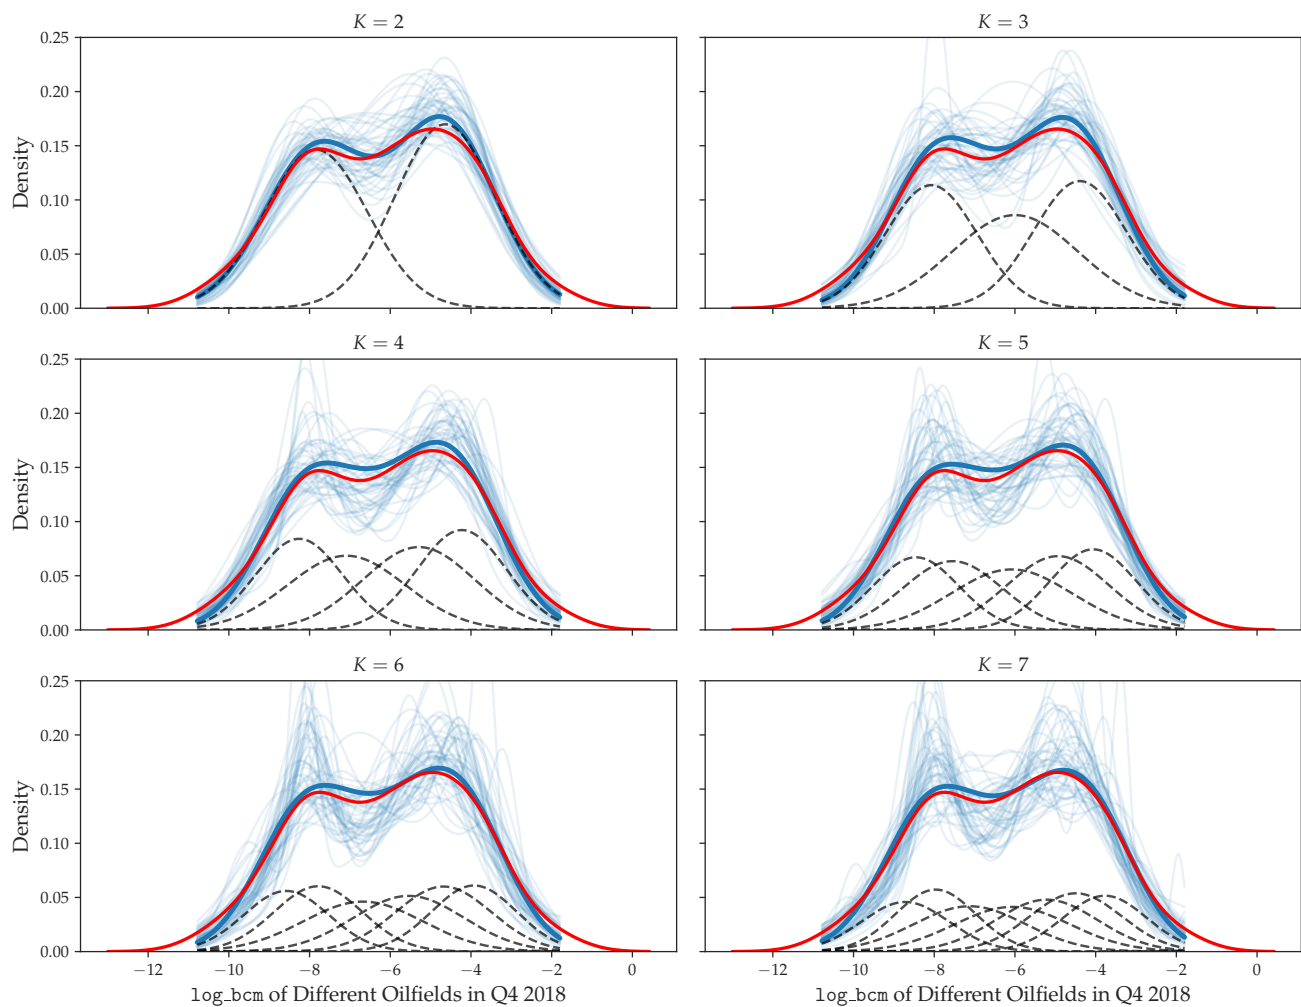 K = 2
K = 3
0.25
0.20
0.15
0.10
0.05
0.00
Density
K = 4
K = 5
0.25
0.20
0.15
0.10
0.05
0.00
Density
K = 6
K = 7
0.25
0.20
0.15
0.10
0.05
0.00
Density
−12 −10 −8 −6 −4 −2 0
−12 −10 −8 −6 −4 −2 0
log_bcm of Different Oilfields in Q4 2018
log_bcm of Different Oilfields in Q4 2018